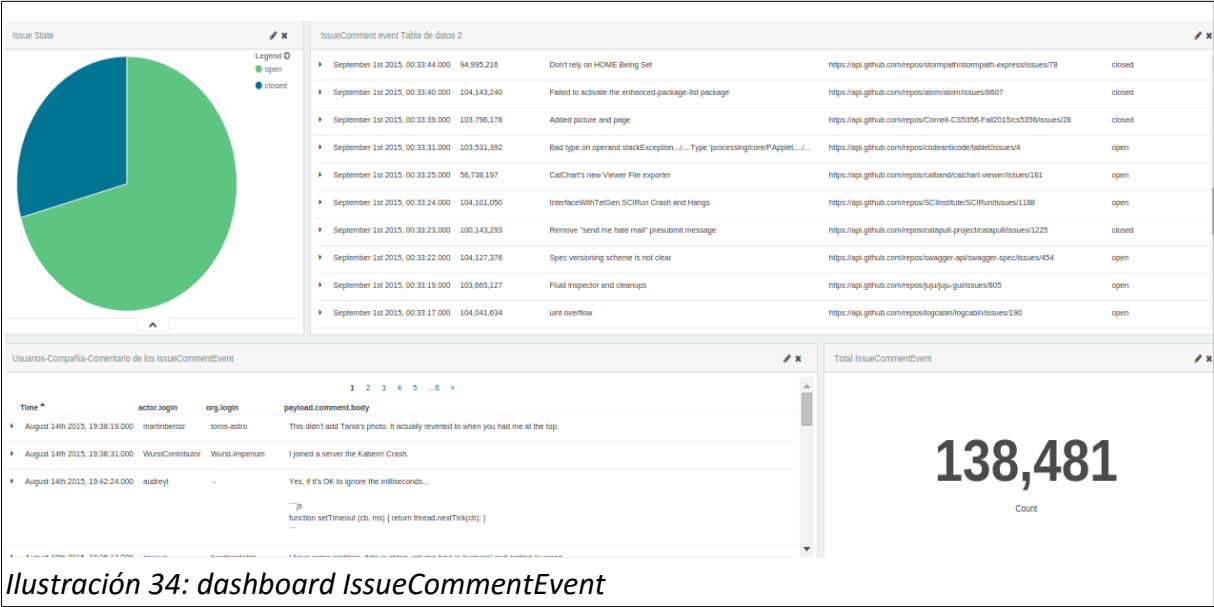 Issue State
Legend
open
closed
IssueComment event Tabla de datos 2
September 1st 2015, 00:33:44.000 94,995,216 Don't rely on HOME Being Set https://api.github.com/repos/stormpath/stormpath-express/issues/78 closed
September 1st 2015, 00:33:40.000 104,143,240 Failed to activate the enhanced-package-list package https://api.github.com/repos/atom/atom/issues/8607 closed
September 1st 2015, 00:33:39.000 103,796,178 Added picture and page https://api.github.com/repos/Cornell-CS5356-Fall2015/cs5356/issues/28 closed
September 1st 2015, 00:33:31.000 103,531,392 Bad type on operand stackException.../....Type 'processing/core/PApplet..../... https://api.github.com/repos/codeanticode/tablet/issues/4 open
September 1st 2015, 00:33:25.000 56,738,197 CalChart's new Viewer File exporter https://api.github.com/repos/calband/calchart-viewer/issues/161 open
September 1st 2015, 00:33:24.000 104,101,050 InterfaceWithTetGen SCIRun Crash and Hangs https://api.github.com/repos/SCIInstitute/SCIRun/issues/1188 open
September 1st 2015, 00:33:23.000 100,143,293 Remove "send me hate mail" presubmit message https://api.github.com/repos/catapult-project/catapult/issues/1225 closed
September 1st 2015, 00:33:22.000 104,127,376 Spec versioning scheme is not clear https://api.github.com/repos/swagger-api/swagger-spec/issues/454 open
September 1st 2015, 00:33:19.000 103,665,127 Fluid inspector and cleanups https://api.github.com/repos/juju/juju-gui/issues/805 open
September 1st 2015, 00:33:17.000 104,041,634 uint overflow https://api.github.com/repos/logcabin/logcabin/issues/190 open
Usuarios-Compañia-Comentario de los IssueCommentEvent
1 2 3 4 5 ...6 »
Time actor.login org.login payload.comment.body
August 14th 2015, 19:38:19.000 martinberoiz toros-astro This didn't add Tania's photo. It actually reverted to when you had me at the top.
August 14th 2015, 19:38:31.000 WurstContributor Wurst-Imperium I joined a server the Kabem! Crash.
August 14th 2015, 19:42:24.000 audreyt - Yes, if it's OK to ignore the milliseconds...
```js
function setTimeout (cb, ms) { return thread.nextTick(cb); }
```
Total IssueCommentEvent
138,481
Count
Ilustración 34: dashboard IssueCommentEvent